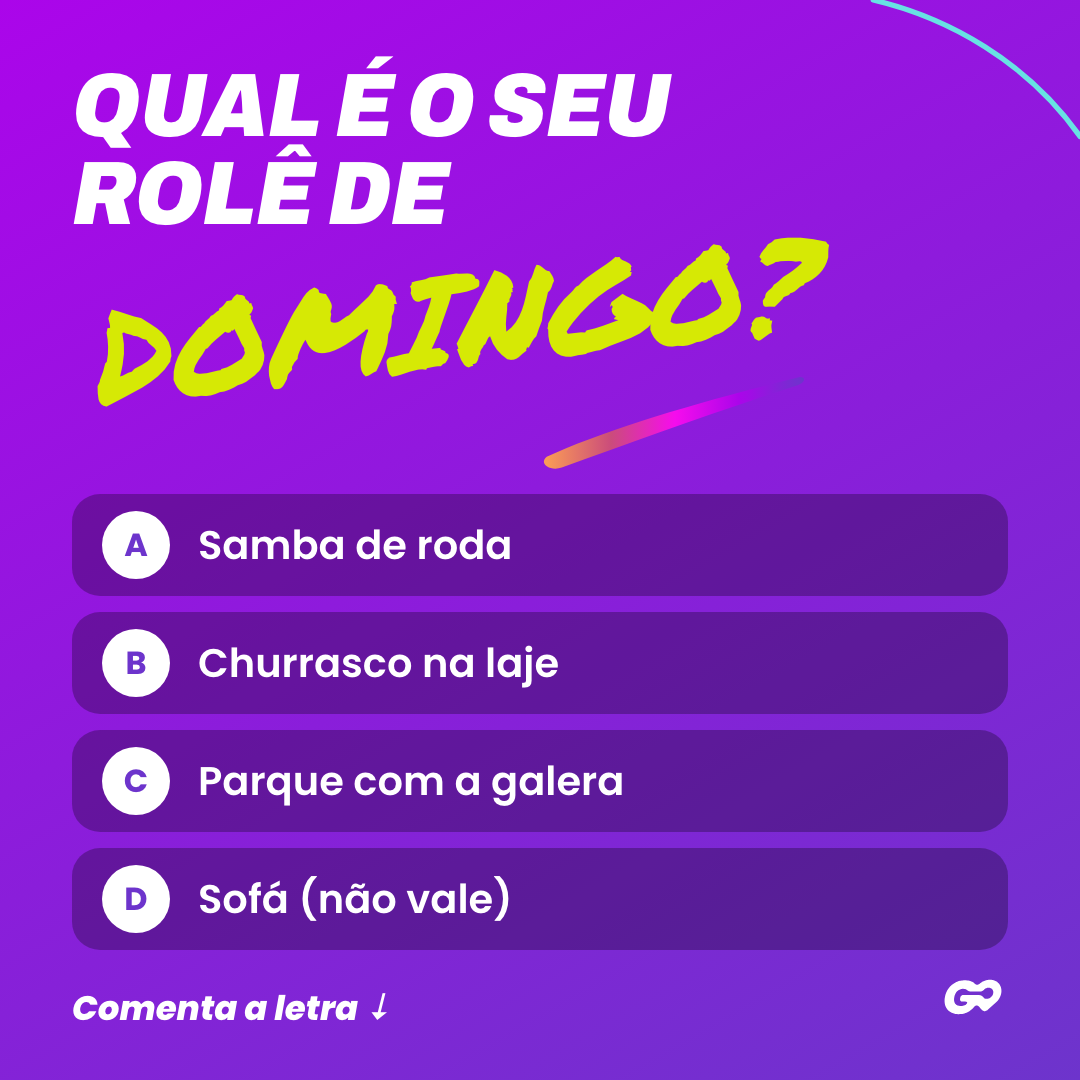 QUAL É O SEU
ROLÊ DE
DOMINGO?
A Samba de roda
B Churrasco na laje
C Parque com a galera
D Sofá (não vale)
Comenta a letra ↓
GO